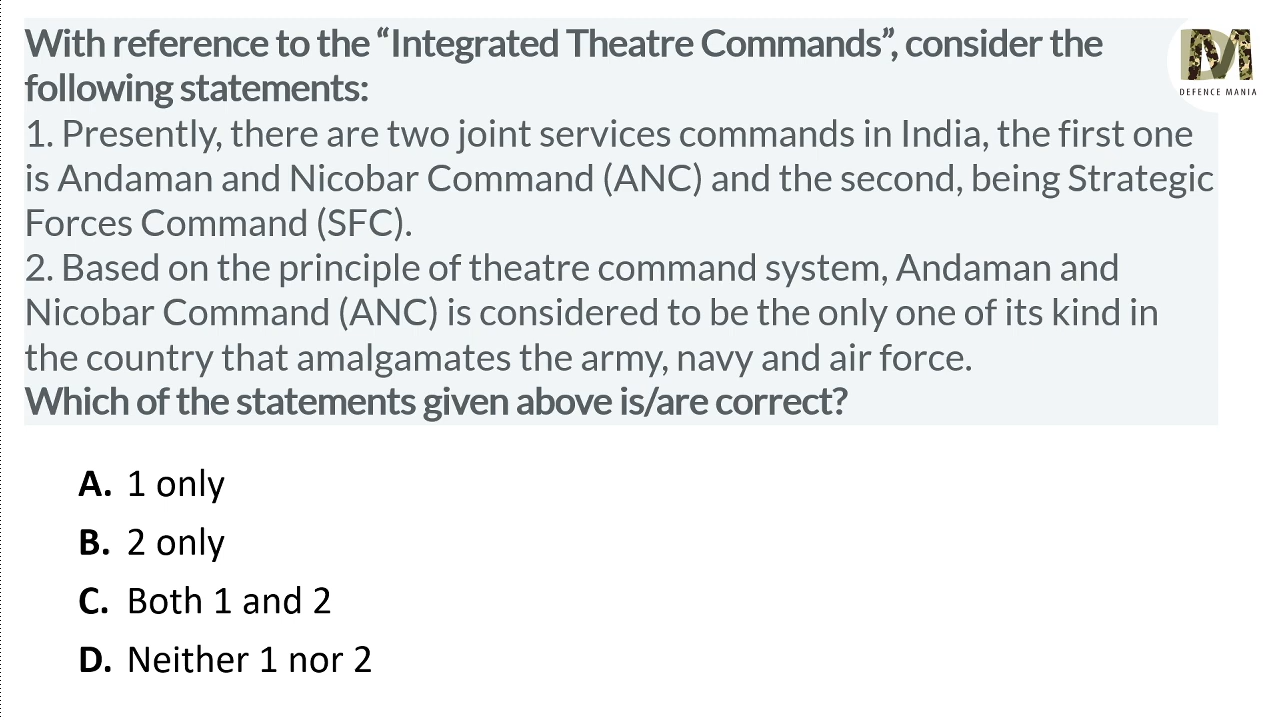 With reference to the “Integrated Theatre Commands”, consider the
following statements:
1. Presently, there are two joint services commands in India, the first one
is Andaman and Nicobar Command (ANC) and the second, being Strategic
Forces Command (SFC).
2. Based on the principle of theatre command system, Andaman and
Nicobar Command (ANC) is considered to be the only one of its kind in
the country that amalgamates the army, navy and air force.
Which of the statements given above is/are correct?
DM
DEFENCE MANIA
A. 1 only
B. 2 only
C. Both 1 and 2
D. Neither 1 nor 2